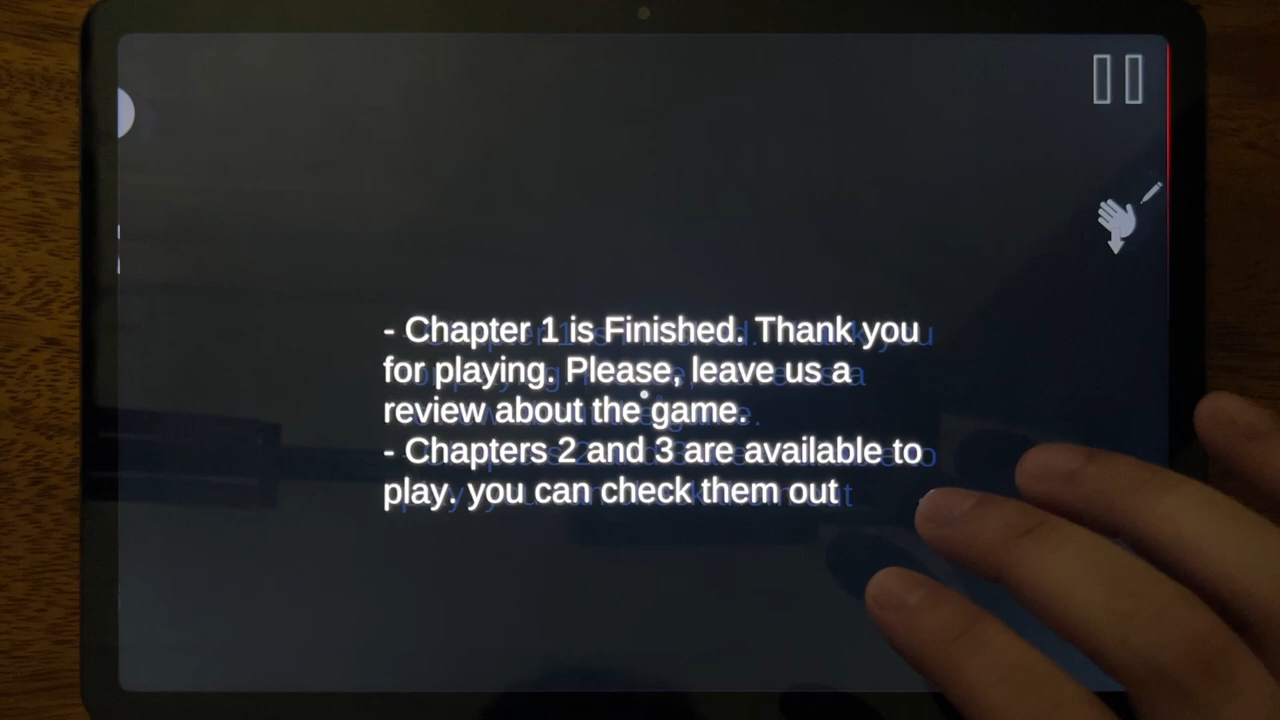 - Chapter 1 is Finished. Thank you
for playing. Please, leave us a
review about the game.
- Chapters 2 and 3 are available to
play. you can check them out